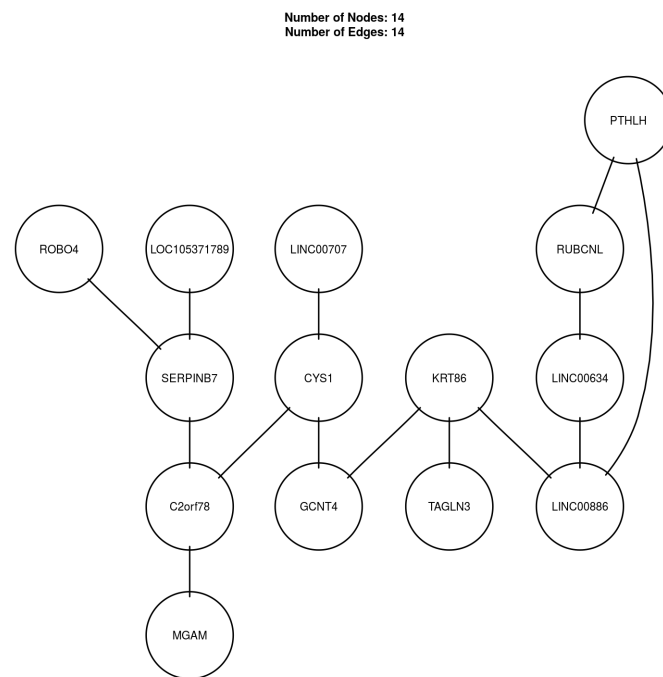 Number of Nodes: 14
Number of Edges: 14
PTHLH
ROBO4
LOC105371789
LINC00707
RUBCNL
SERPINB7
CYS1
KRT86
LINC00634
C2orf78
GCNT4
TAGLN3
LINC00886
MGAM